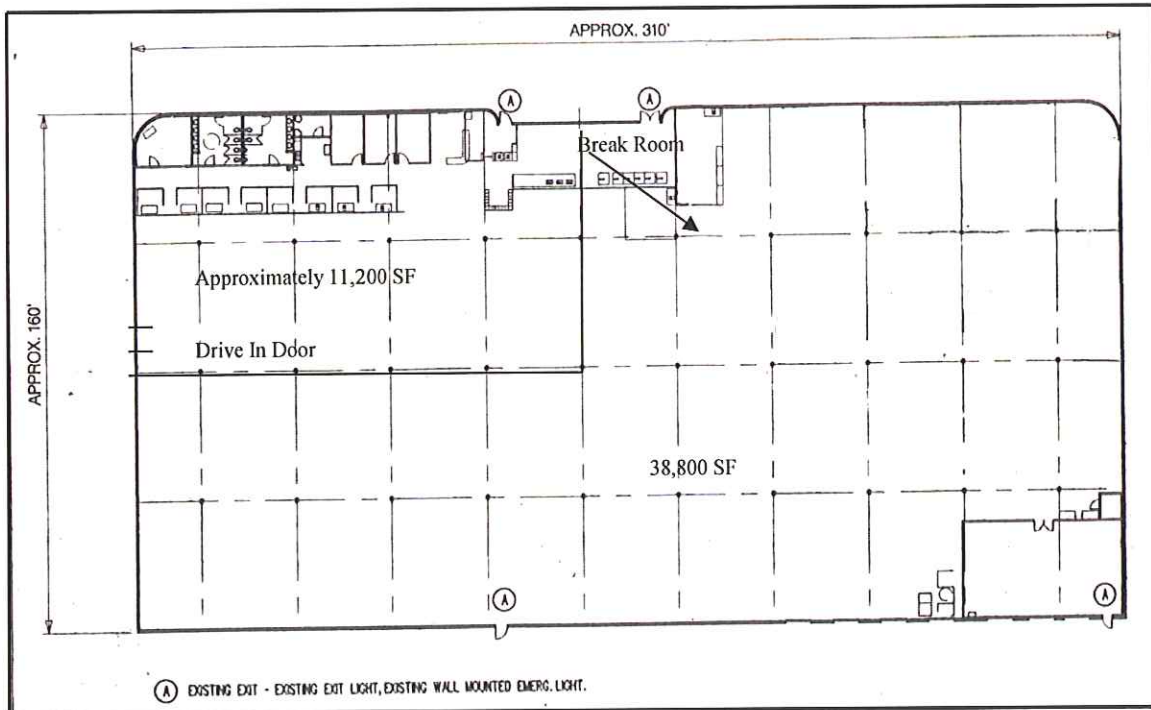 APPROX. 310'
A
A
Break Room
Approximately 11,200 SF
APPROX. 160'
Drive In Door
38,800 SF
A
A
A EXISTING EXIT - EXISTING EXIT LIGHT, EXISTING WALL MOUNTED EMERG. LIGHT.